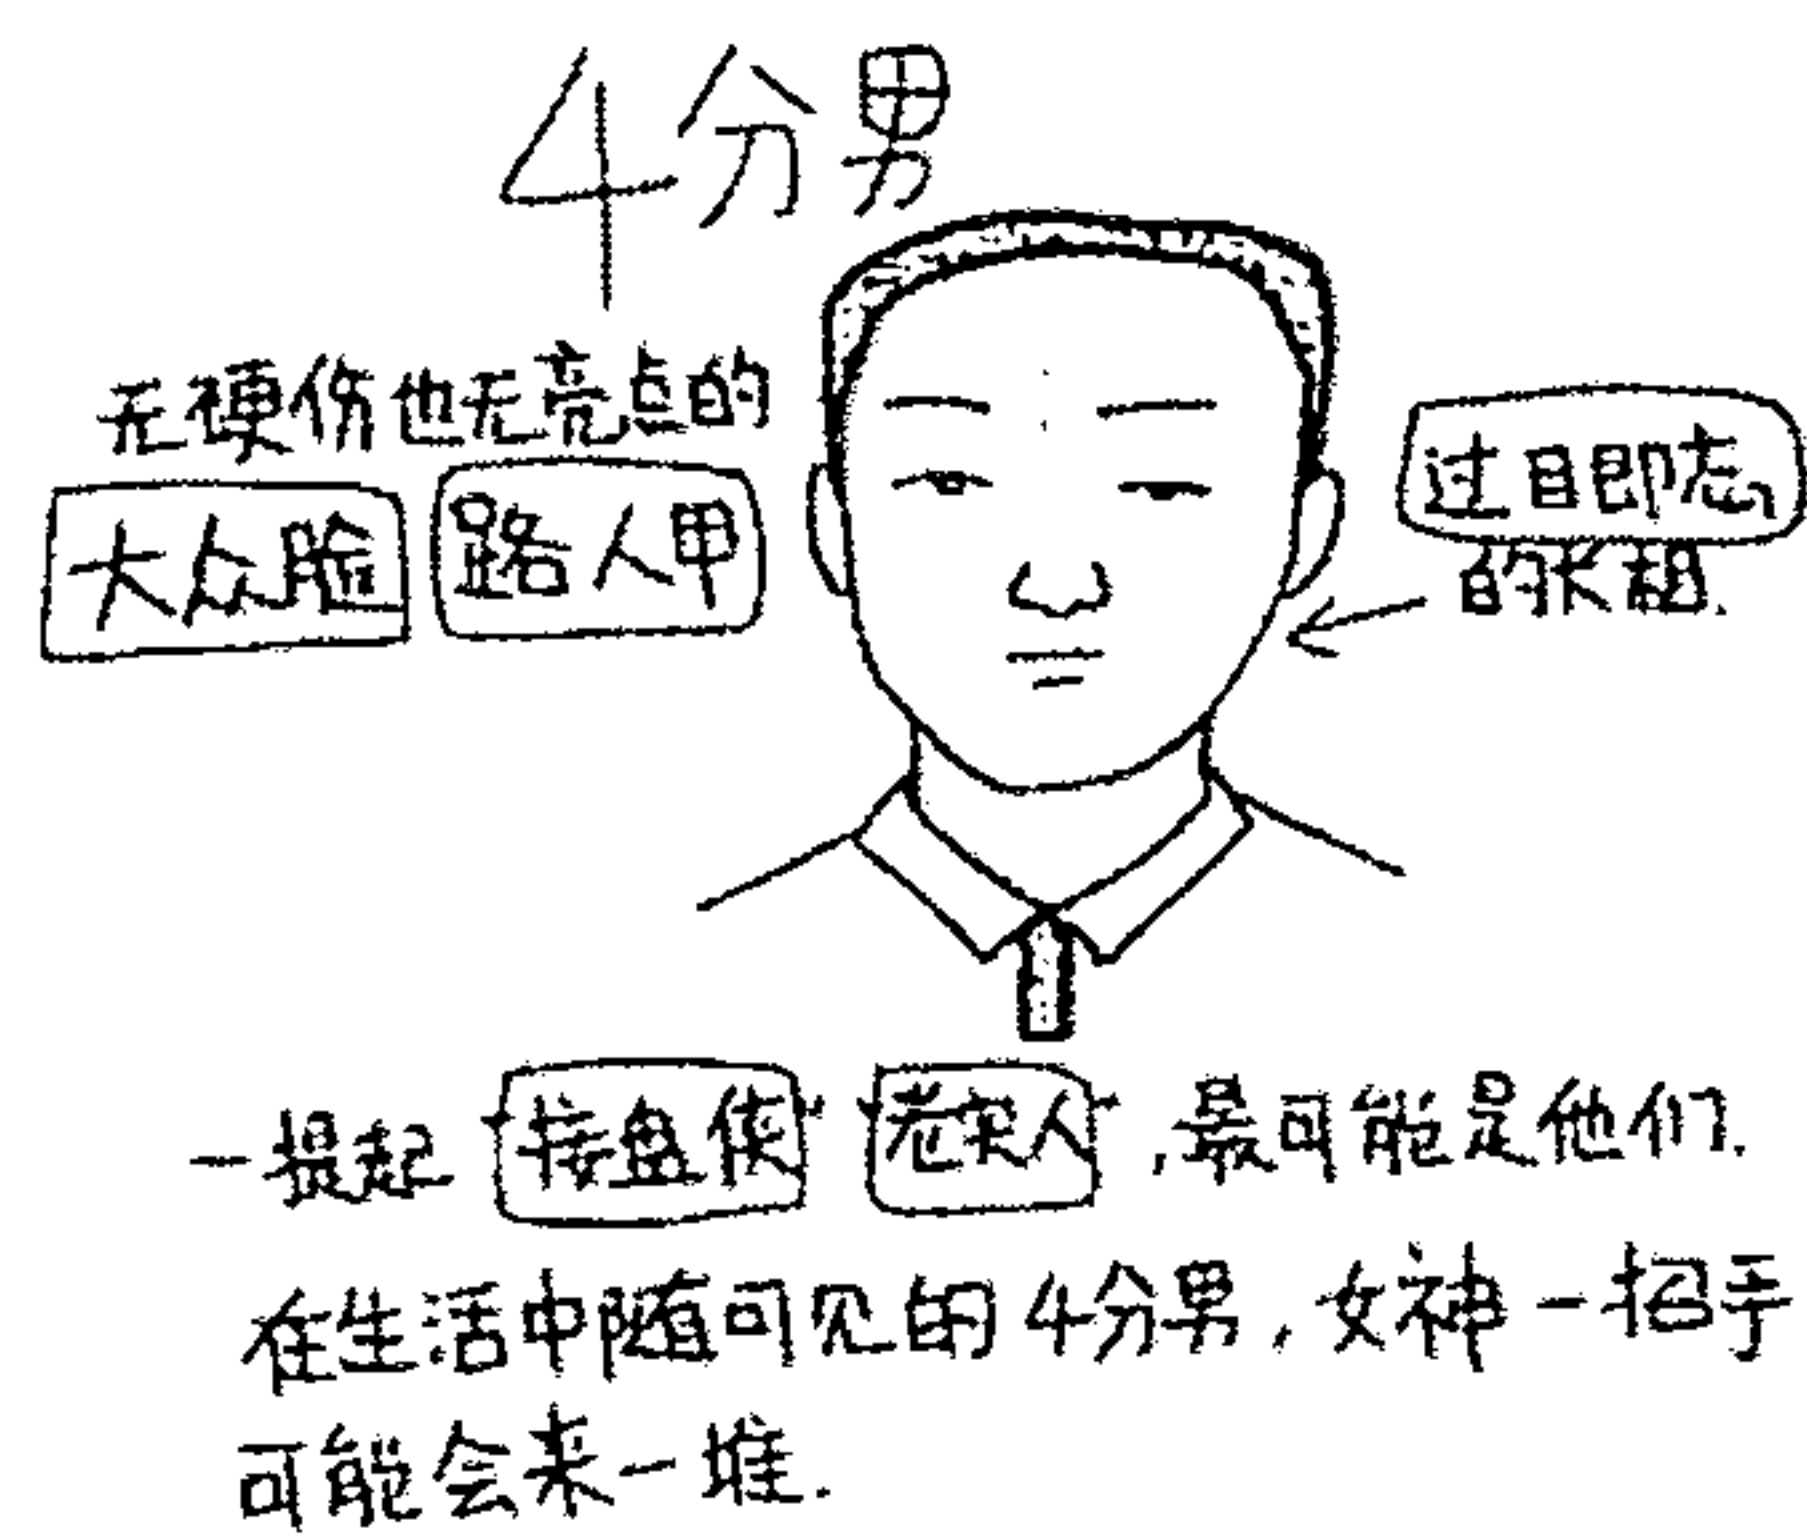 4分男
无硬伤也无亮点的
大众脸 路人甲
过目即忘
的长相.
一提起“接盘侠”“老实人”,最可能是他们.
在生活中随可见的4分男,女神一招手
可能会来一堆.